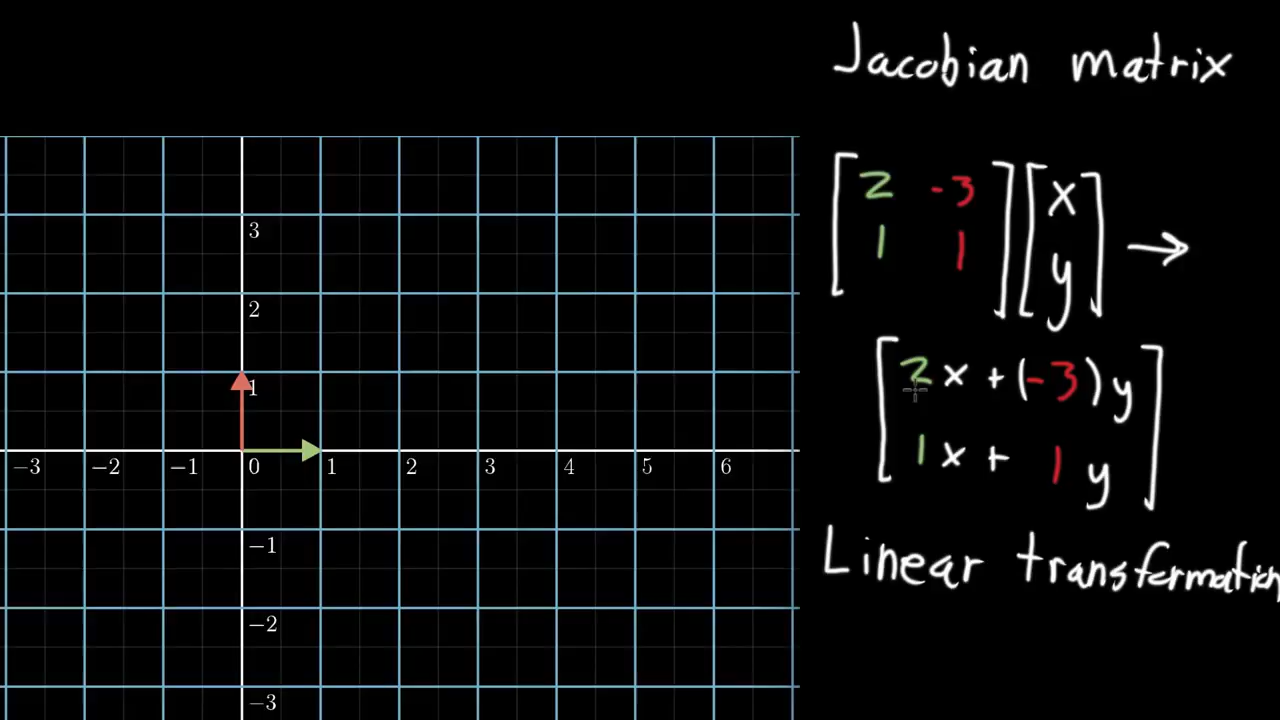 Jacobian matrix
[2 -3] [x] →
[1 1] [y]
[2x + (-3)y]
[1x + 1y]
Linear transformation
3
2
1
−3 −2 −1 0 1 2 3 4 5 6
−1
−2
−3